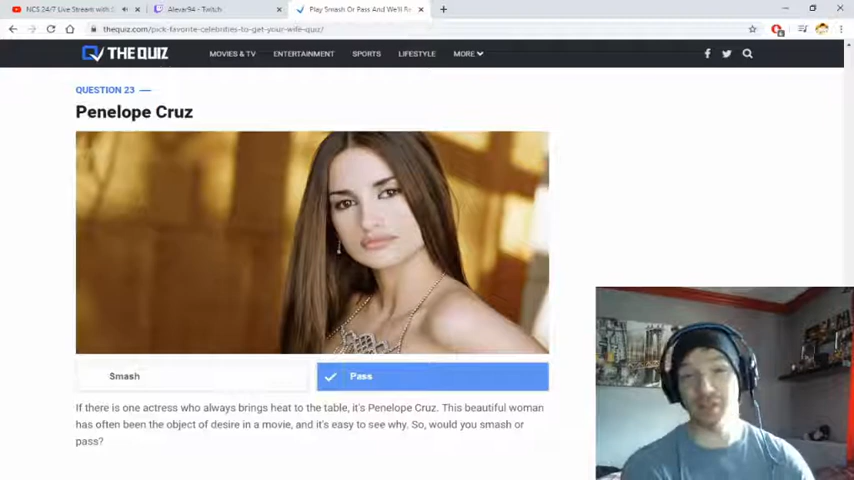 NCS 24/7 Live Stream with
Alevar94 - Twitch
Play Smash Or Pass And We'll
thequiz.com/pick-favorite-celebrities-to-get-your-wife-quiz/
THE QUIZ
MOVIES & TV
ENTERTAINMENT
SPORTS
LIFESTYLE
MORE
QUESTION 23
Penelope Cruz
Smash
Pass
If there is one actress who always brings heat to the table, it's Penelope Cruz. This beautiful woman
has often been the object of desire in a movie, and it's easy to see why. So, would you smash or
pass?